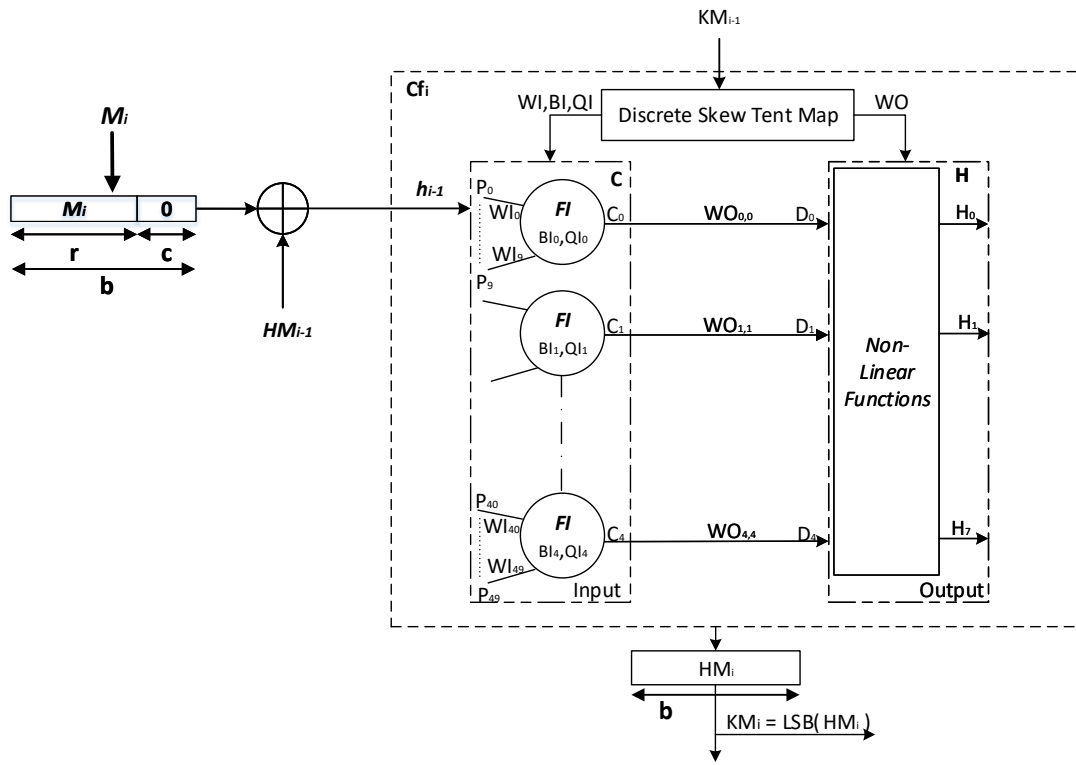 KMi-1
Cfi
WI,BI,QI
Discrete Skew Tent Map
WO
Mi
Mi
0
r
c
b
HMi-1
hi-1
C
P0
WI0
FI
BI0,QI0
WI9
P9
C0
WO0,0
D0
H
H0
FI
BI1,QI1
C1
WO1,1
D1
H1
Non-
Linear
Functions
P40
WI40
FI
BI4,QI4
WI49
P49
C4
WO4,4
D4
H7
Input
Output
HMi
b
KMi = LSB( HMi )